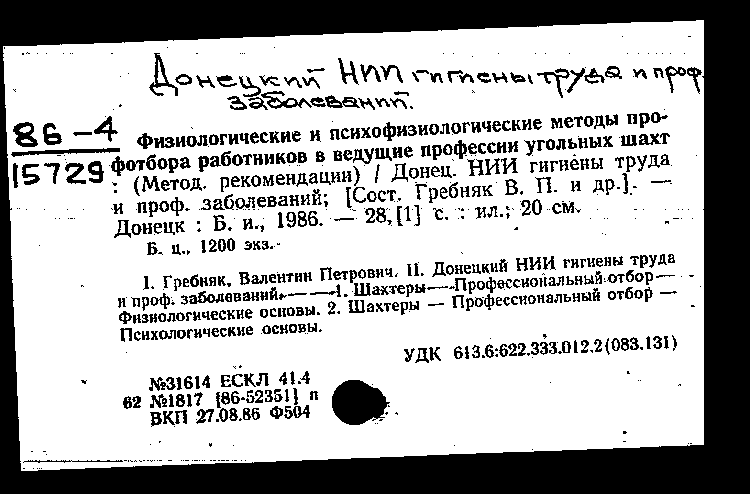 Донецкий НИИ гигиены труда и проф.
заболеваний.
86-4
15729
Физиологические и психофизиологические методы про-
фотбора работников в ведущие профессии угольных шахт
: (Метод. рекомендации) / Донец. НИИ гигиены труда
и проф. заболеваний; [Сост. Гребняк В. П. и др.]. —
Донецк : Б. и., 1986. — 28, [1] с. : ил.; 20 см.
Б. ц., 1200 экз.
I. Гребняк, Валентин Петрович. II. Донецкий НИИ гигиены труда
и проф. заболеваний. — — 1. Шахтеры — Профессиональный отбор —
Физиологические основы. 2. Шахтеры — Профессиональный отбор —
Психологические основы.
УДК 613.6:622.333.012.2(083.131)
№31614 ЕСКЛ 41.4
62 №1817 [86-52351] п
ВКП 27.08.86 Ф504